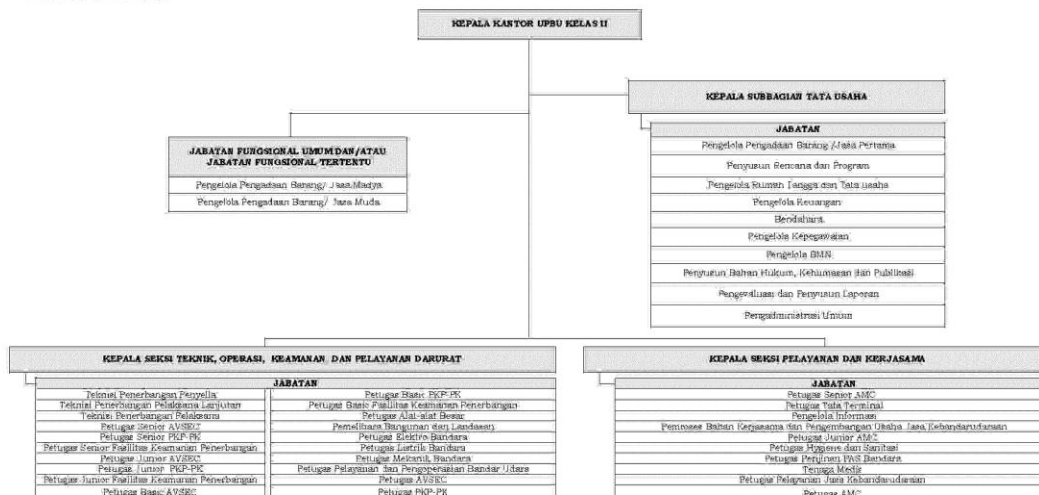 KEPALA KANTOR UPBU KELAS II
KEPALA SUBBAGIAN TATA USAHA
JABATAN
Pengelola Pengadaan Barang /Jasa Pertama
Penyusun Rencana dan Program
Pengelola Rumah Tangga dan Tata usaha
Pengelola Keuangan
Bendahara
Pengelola Kepegawaian
Pengelola BMN
Penyusun Bahan Hukum, Kehumasan dan Publikasi
Pengevaluasi dan Penyusun Laporan
Pengadministrasi Umum
JABATAN FUNGSIONAL UMUM DAN/ATAU
JABATAN FUNGSIONAL TERTENTU
Pengelola Pengadaan Barang/ Jasa Madya
Pengelola Pengadaan Barang/ Jasa Muda
KEPALA SEKSI TEKNIK, OPERASI, KEAMANAN DAN PELAYANAN DARURAT
JABATAN
Teknisi Penerbangan Penyelia
Teknisi Penerbangan Pelaksana Lanjutan
Teknisi Penerbangan Pelaksana
Petugas Senior AVSEC
Petugas Senior PKP-PK
Petugas Senior Fasilitas Keamanan Penerbangan
Petugas Junior AVSEC
Petugas Junior PKP-PK
Petugas Junior Fasilitas Keamanan Penerbangan
Petugas Basic AVSEC
Petugas Basic PKP-PK
Petugas Basic Fasilitas Keamanan Penerbangan
Petugas Alat-alat Besar
Pemelihara Bangunan dan Landasan
Petugas Elektro Bandara
Petugas Listrik Bandara
Petugas Mekanik Bandara
Petugas Pelayanan dan Pengoperasian Bandar Udara
Petugas AVSEC
Petugas PKP-PK
KEPALA SEKSI PELAYANAN DAN KERJASAMA
JABATAN
Petugas Senior AMC
Petugas Tata Terminal
Pengelola Informasi
Pemroses Bahan Kerjasama dan Pengembangan Usaha Jasa Kebandarudaraan
Petugas Junior AMC
Petugas Hygiene dan Sanitasi
Petugas Perijinan PAS Bandara
Tenaga Medis
Petugas Pelayanan Jasa Kebandarudaraan
Petugas AMC